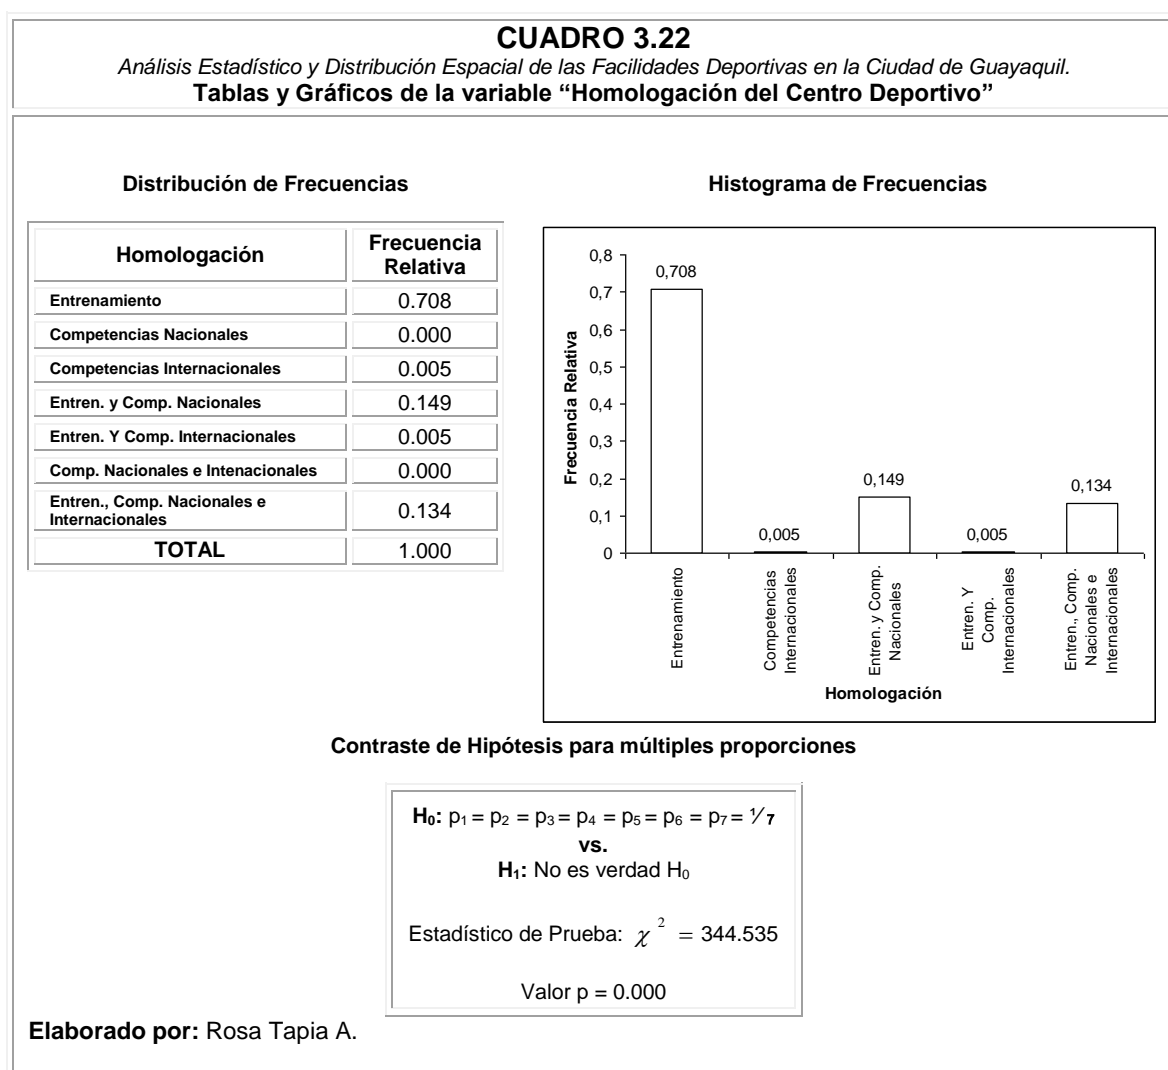 CUADRO 3.22
Análisis Estadístico y Distribución Espacial de las Facilidades Deportivas en la Ciudad de Guayaquil.
Tablas y Gráficos de la variable “Homologación del Centro Deportivo”
Distribución de Frecuencias
Homologación Frecuencia Relativa
Entrenamiento 0.708
Competencias Nacionales 0.000
Competencias Internacionales 0.005
Entren. y Comp. Nacionales 0.149
Entren. Y Comp. Internacionales 0.005
Comp. Nacionales e Intenacionales 0.000
Entren., Comp. Nacionales e
Internacionales 0.134
TOTAL 1.000
Histograma de Frecuencias
Frecuencia Relativa
0,8
0,7
0,6
0,5
0,4
0,3
0,2
0,1
0
0,708
0,005
0,149
0,005
0,134
Entrenamiento
Competencias
Internacionales
Entren. y Comp.
Nacionales
Entren. Y
Comp.
Internacionales
Entren., Comp.
Nacionales e
Internacionales
Homologación
Contraste de Hipótesis para múltiples proporciones
H₀: p₁ = p₂ = p₃ = p₄ = p₅ = p₆ = p₇ = 1/7
vs.
H₁: No es verdad H₀
Estadístico de Prueba: χ² = 344.535
Valor p = 0.000
Elaborado por: Rosa Tapia A.